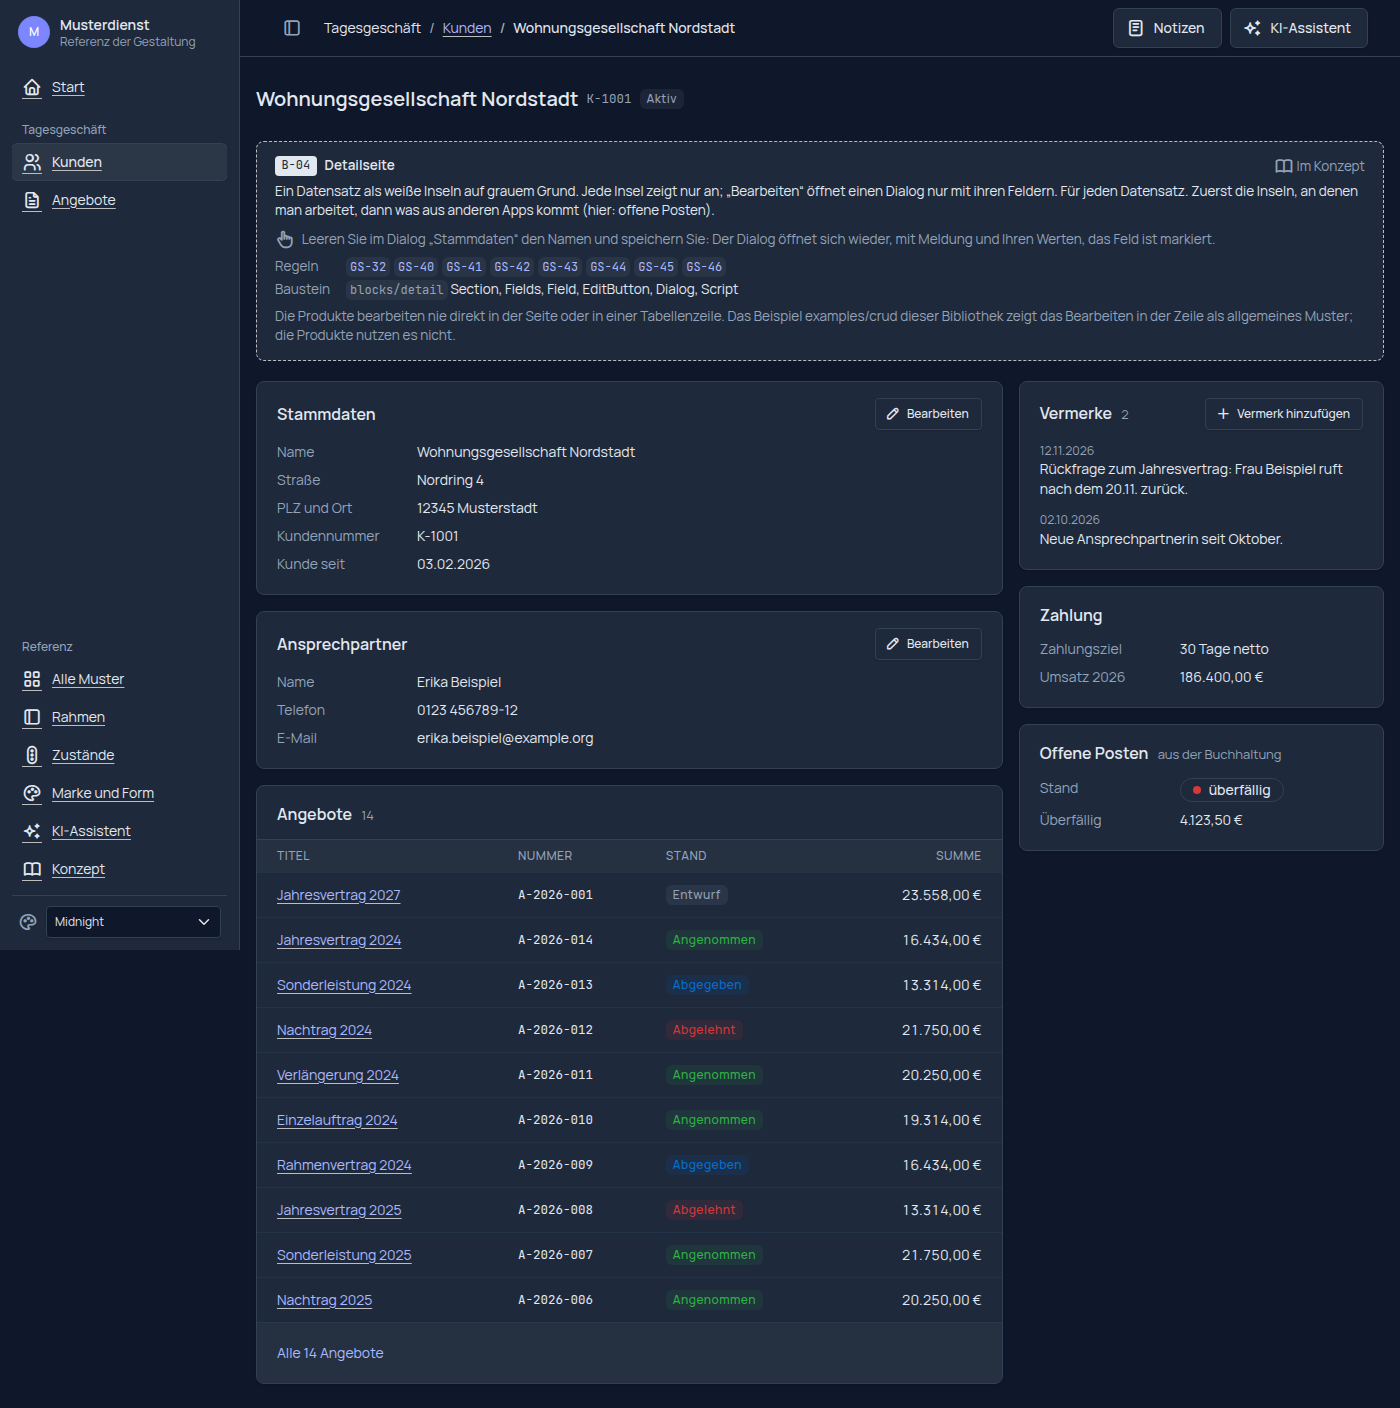 M
Musterdienst
Referenz der Gestaltung
Start
Tagesgeschäft
Kunden
Angebote
Referenz
Alle Muster
Rahmen
Zustände
Marke und Form
KI-Assistent
Konzept
Midnight
Tagesgeschäft / Kunden / Wohnungsgesellschaft Nordstadt
Notizen
KI-Assistent
Wohnungsgesellschaft Nordstadt K-1001 Aktiv
B-04 Detailseite
Im Konzept
Ein Datensatz als weiße Inseln auf grauem Grund. Jede Insel zeigt nur an; „Bearbeiten“ öffnet einen Dialog nur mit ihren Feldern. Für jeden Datensatz. Zuerst die Inseln, an denen
man arbeitet, dann was aus anderen Apps kommt (hier: offene Posten).
Leeren Sie im Dialog „Stammdaten“ den Namen und speichern Sie: Der Dialog öffnet sich wieder, mit Meldung und Ihren Werten, das Feld ist markiert.
Regeln GS-32 GS-40 GS-41 GS-42 GS-43 GS-44 GS-45 GS-46
Baustein blocks/detail Section, Fields, Field, EditButton, Dialog, Script
Die Produkte bearbeiten nie direkt in der Seite oder in einer Tabellenzeile. Das Beispiel examples/crud dieser Bibliothek zeigt das Bearbeiten in der Zeile als allgemeines Muster;
die Produkte nutzen es nicht.
Stammdaten
Bearbeiten
Name Wohnungsgesellschaft Nordstadt
Straße Nordring 4
PLZ und Ort 12345 Musterstadt
Kundennummer K-1001
Kunde seit 03.02.2026
Ansprechpartner
Bearbeiten
Name Erika Beispiel
Telefon 0123 456789-12
E-Mail erika.beispiel@example.org
Angebote 14
TITEL NUMMER STAND SUMME
Jahresvertrag 2027 A-2026-001 Entwurf 23.558,00 €
Jahresvertrag 2024 A-2026-014 Angenommen 16.434,00 €
Sonderleistung 2024 A-2026-013 Abgegeben 13.314,00 €
Nachtrag 2024 A-2026-012 Abgelehnt 21.750,00 €
Verlängerung 2024 A-2026-011 Angenommen 20.250,00 €
Einzelauftrag 2024 A-2026-010 Angenommen 19.314,00 €
Rahmenvertrag 2024 A-2026-009 Abgegeben 16.434,00 €
Jahresvertrag 2025 A-2026-008 Abgelehnt 13.314,00 €
Sonderleistung 2025 A-2026-007 Angenommen 21.750,00 €
Nachtrag 2025 A-2026-006 Angenommen 20.250,00 €
Alle 14 Angebote
Vermerke 2
Vermerk hinzufügen
12.11.2026
Rückfrage zum Jahresvertrag: Frau Beispiel ruft
nach dem 20.11. zurück.
02.10.2026
Neue Ansprechpartnerin seit Oktober.
Zahlung
Zahlungsziel 30 Tage netto
Umsatz 2026 186.400,00 €
Offene Posten aus der Buchhaltung
Stand überfällig
Überfällig 4.123,50 €